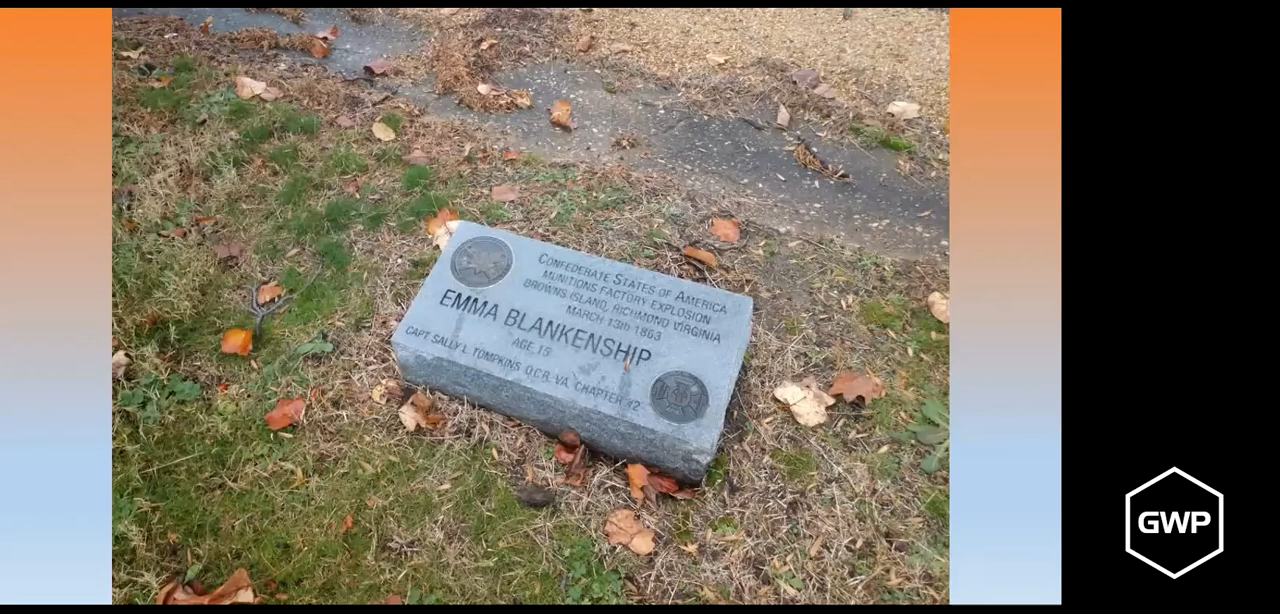 CONFEDERATE STATES OF AMERICA
MUNITIONS FACTORY EXPLOSION
BROWNS ISLAND, RICHMOND VIRGINIA
MARCH 13th 1863
EMMA BLANKENSHIP
AGE 15
CAPT. SALLY L. TOMPKINS O.C.R. VA. CHAPTER #2
GWP